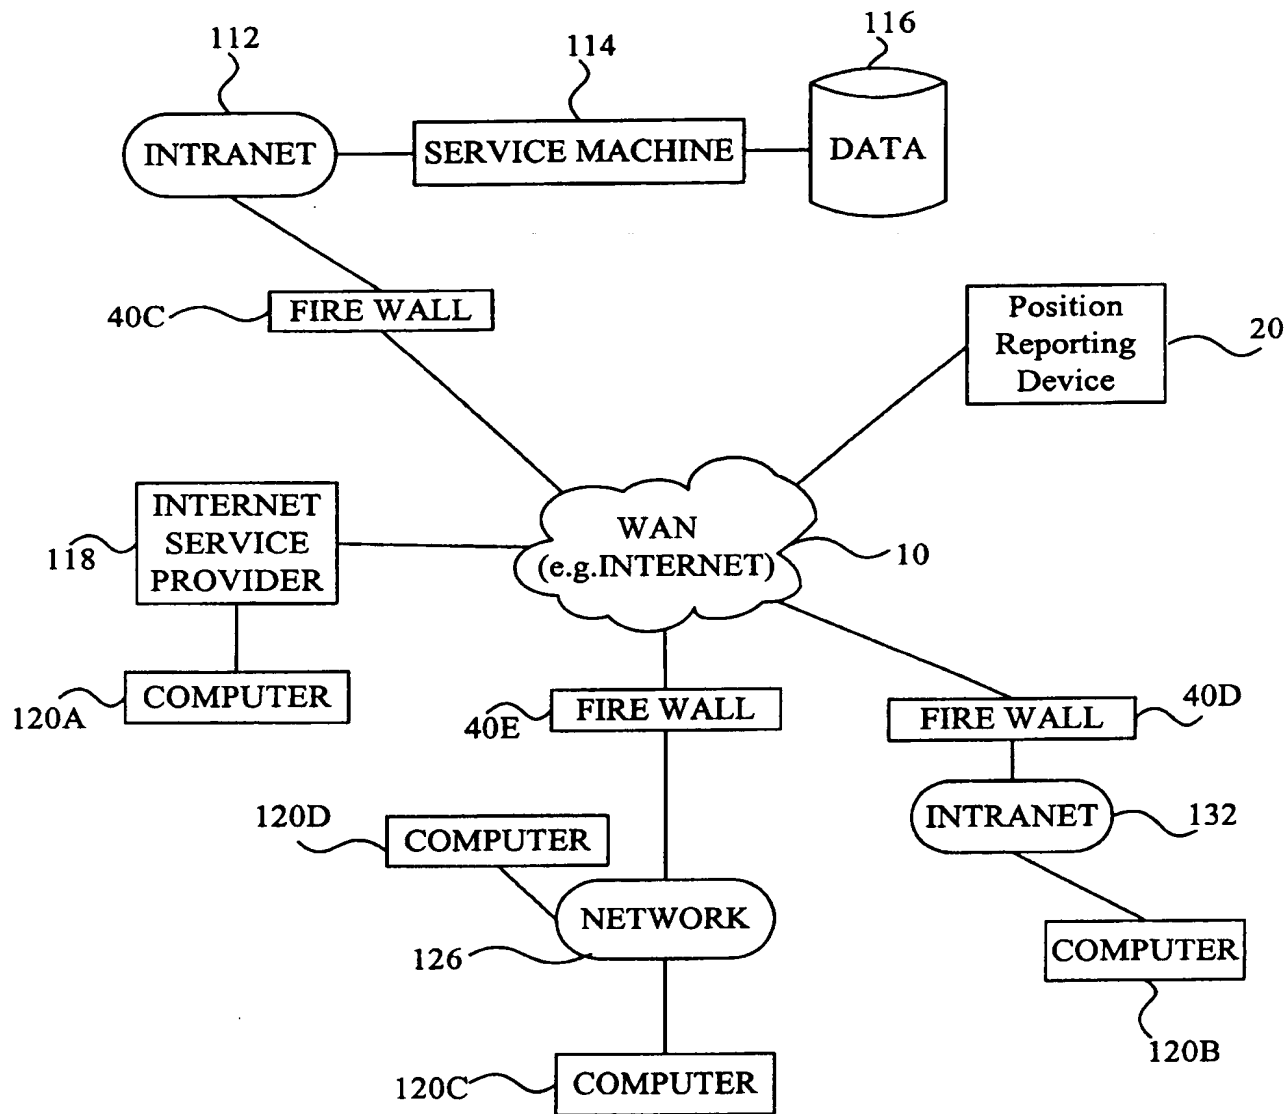 112
114
116
INTRANET
SERVICE MACHINE
DATA
40C
FIRE WALL
Position
Reporting
Device
20
INTERNET
SERVICE
PROVIDER
118
WAN
(e.g.INTERNET)
10
COMPUTER
120A
FIRE WALL
40E
FIRE WALL
40D
120D
COMPUTER
INTRANET
132
NETWORK
126
COMPUTER
120B
120C
COMPUTER